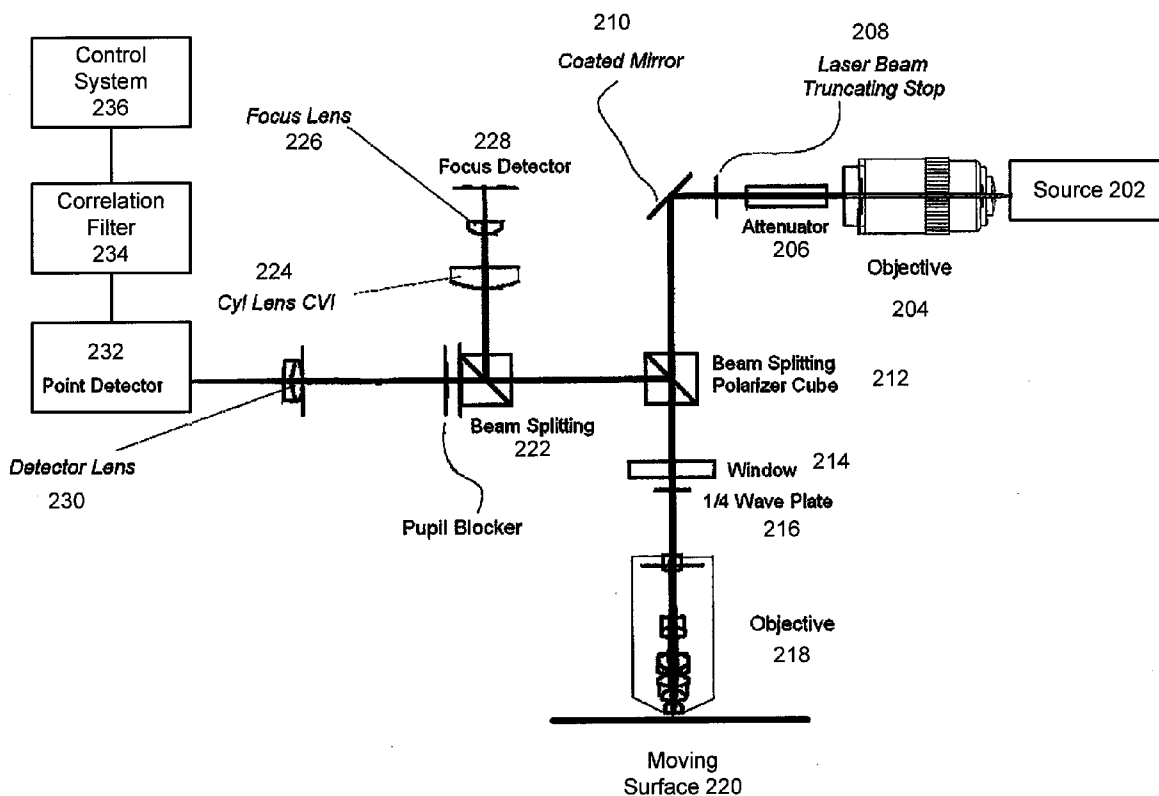 Control
System
236
Correlation
Filter
234
232
Point Detector
Detector Lens
230
Focus Lens
226
228
Focus Detector
224
Cyl Lens CVI
Beam Splitting
222
Pupil Blocker
210
Coated Mirror
208
Laser Beam
Truncating Stop
Attenuator
206
Objective
204
Source 202
Beam Splitting
Polarizer Cube
212
Window
214
1/4 Wave Plate
216
Objective
218
Moving
Surface 220